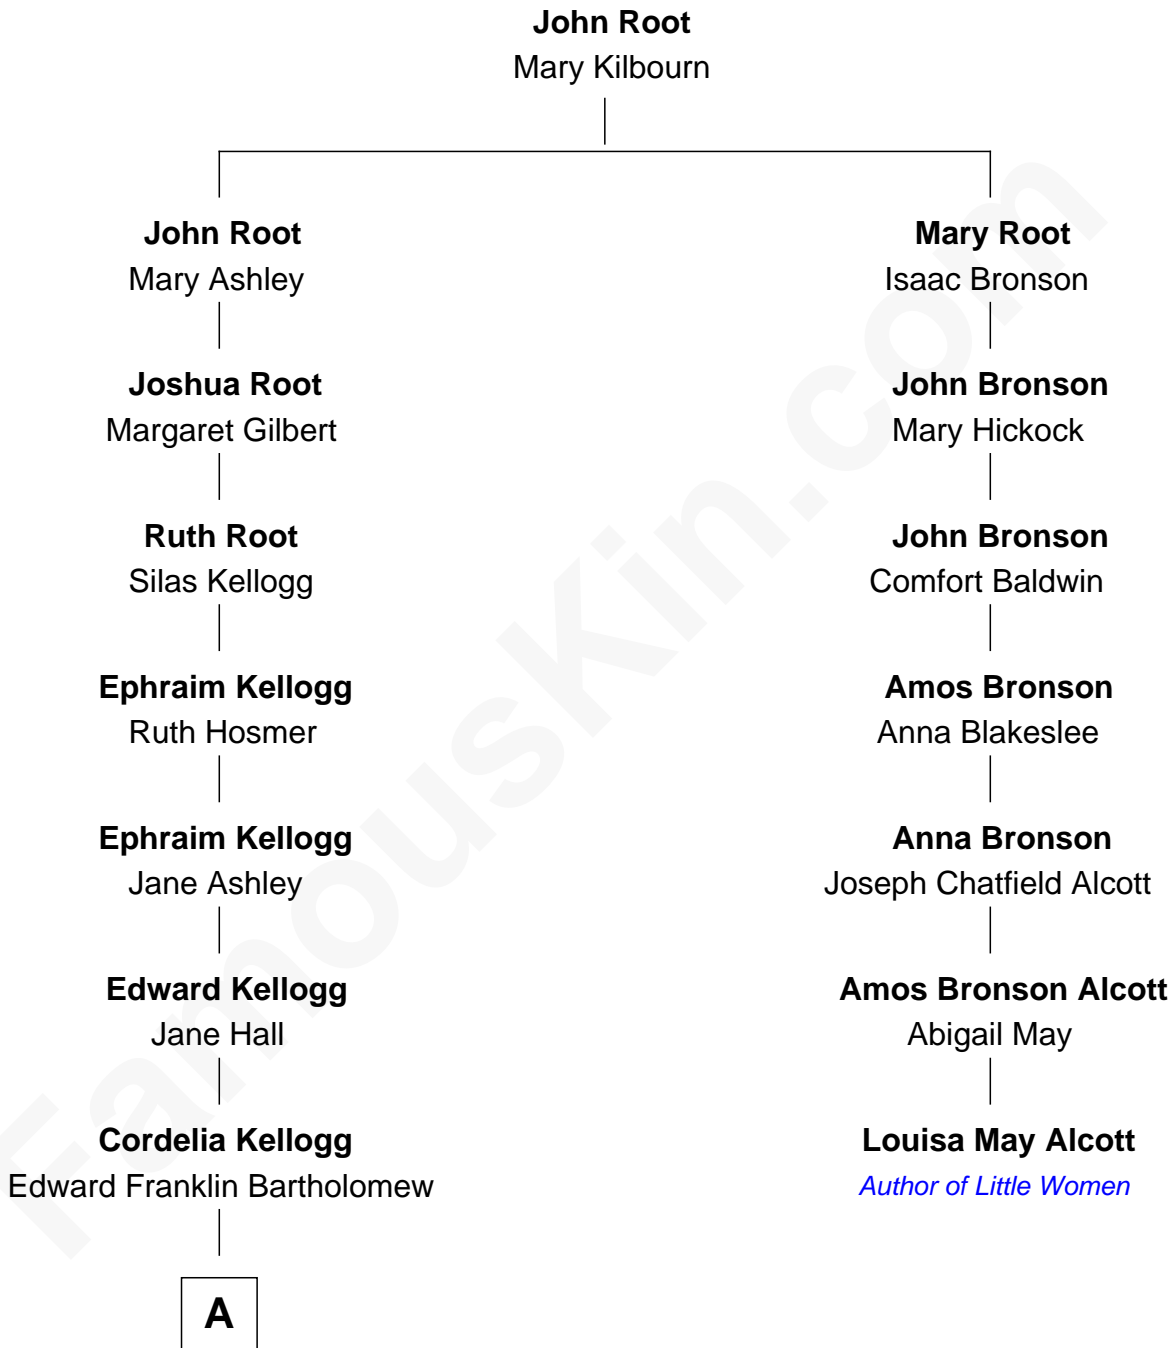 John Root
Mary Kilbourn
John Root
Mary Ashley
Mary Root
Isaac Bronson
Joshua Root
Margaret Gilbert
John Bronson
Mary Hickock
Ruth Root
Silas Kellogg
John Bronson
Comfort Baldwin
Ephraim Kellogg
Ruth Hosmer
Amos Bronson
Anna Blakeslee
Ephraim Kellogg
Jane Ashley
Anna Bronson
Joseph Chatfield Alcott
Edward Kellogg
Jane Hall
Amos Bronson Alcott
Abigail May
Cordelia Kellogg
Edward Franklin Bartholomew
Louisa May Alcott
Author of Little Women
A
FamousKin.com